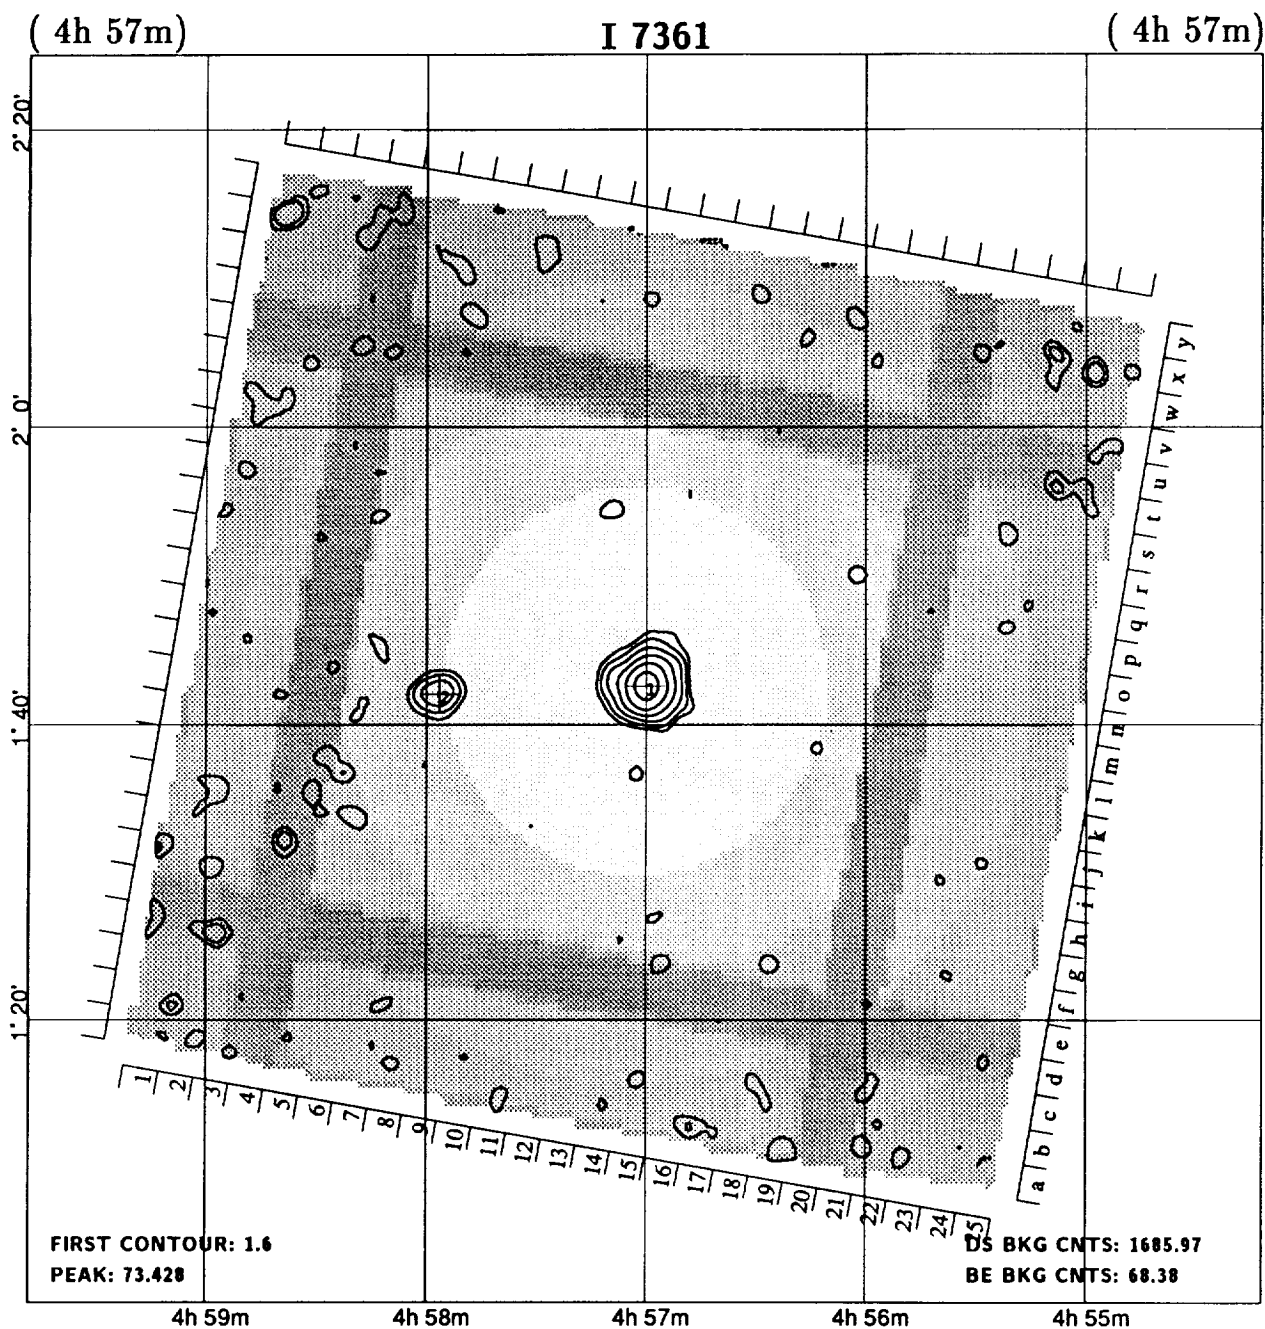 ( 4h 57m) I 7361 ( 4h 57m)
2° 20'
2° 0'
1° 40'
1° 20'
y
x
w
v
u
t
s
r
q
p
o
n
m
l
k
j
i
h
g
f
e
d
c
b
a
2 1
1 2 3 4 5 6 7 8 9 10 11 12 13 14 15 16 17 18 19 20 21 22 23 24 25
FIRST CONTOUR: 1.6 DS BKG CNTS: 1685.97
PEAK: 73.428 BE BKG CNTS: 68.38
4h 59m 4h 58m 4h 57m 4h 56m 4h 55m